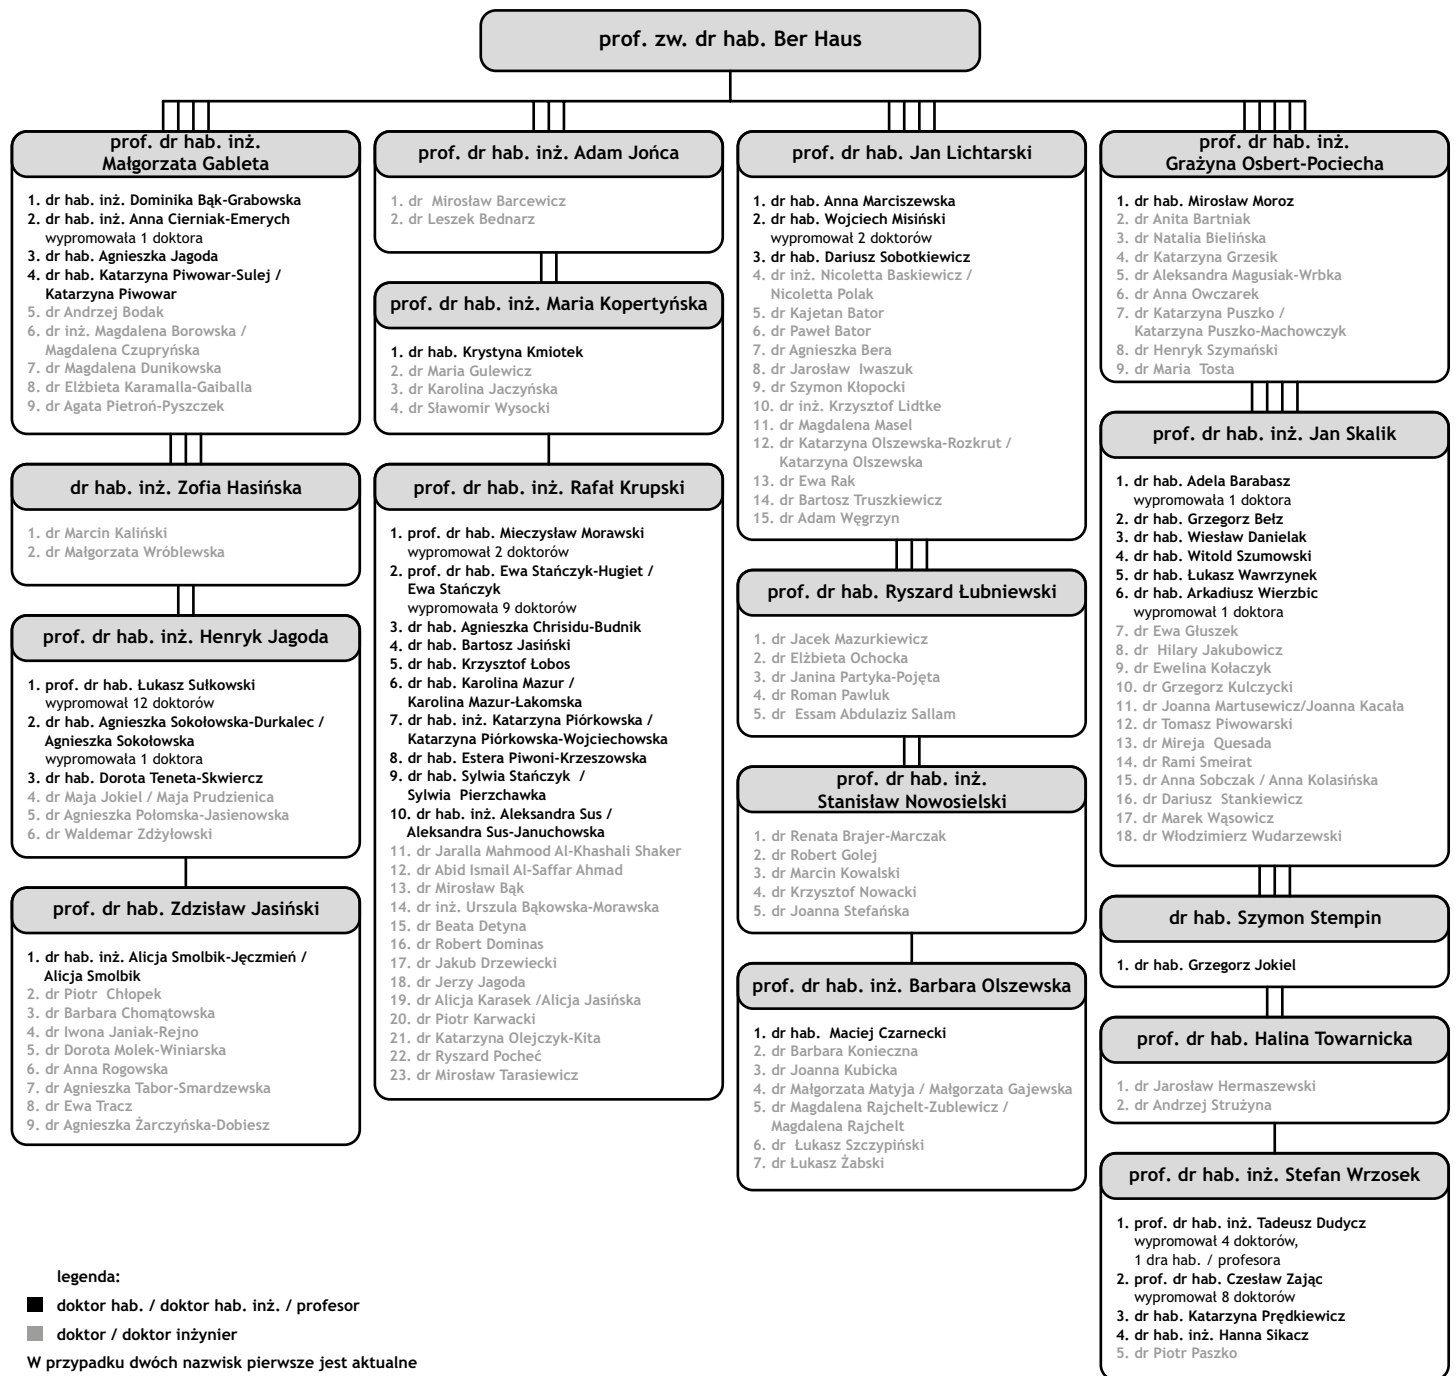 prof. zw. dr hab. Ber Haus
prof. dr hab. inż.
Małgorzata Gableta
1. dr hab. inż. Dominika Bąk-Grabowska
2. dr hab. inż. Anna Cierniak-Emerych
wypromowała 1 doktora
3. dr hab. Agnieszka Jagoda
4. dr hab. Katarzyna Piwowar-Sulej /
Katarzyna Piwowar
5. dr Andrzej Bodak
6. dr inż. Magdalena Borowska /
Magdalena Czupryńska
7. dr Magdalena Dunikowska
8. dr Elżbieta Karamalla-Gaiballa
9. dr Agata Pietroń-Pyszczek
dr hab. inż. Zofia Hasińska
1. dr Marcin Kaliński
2. dr Małgorzata Wróblewska
prof. dr hab. inż. Henryk Jagoda
1. prof. dr hab. Łukasz Sułkowski
wypromował 12 doktorów
2. dr hab. Agnieszka Sokołowska-Durkalec /
Agnieszka Sokołowska
wypromowała 1 doktora
3. dr hab. Dorota Teneta-Skwiercz
4. dr Maja Jokiel / Maja Prudzienica
5. dr Agnieszka Połomska-Jasienowska
6. dr Waldemar Zdżyłowski
prof. dr hab. Zdzisław Jasiński
1. dr hab. inż. Alicja Smolbik-Jęczmień /
Alicja Smolbik
2. dr Piotr Chłopek
3. dr Barbara Chomątowska
4. dr Iwona Janiak-Rejno
5. dr Dorota Molek-Winiarska
6. dr Anna Rogowska
7. dr Agnieszka Tabor-Smardzewska
8. dr Ewa Tracz
9. dr Agnieszka Żarczyńska-Dobiesz
prof. dr hab. inż. Adam Jońca
1. dr Mirosław Barcewicz
2. dr Leszek Bednarz
prof. dr hab. inż. Maria Kopertyńska
1. dr hab. Krystyna Kmiotek
2. dr Maria Gulewicz
3. dr Karolina Jaczyńska
4. dr Sławomir Wysocki
prof. dr hab. inż. Rafał Krupski
1. prof. dr hab. Mieczysław Morawski
wypromował 2 doktorów
2. prof. dr hab. Ewa Stańczyk-Hugiet /
Ewa Stańczyk
wypromowała 9 doktorów
3. dr hab. Agnieszka Chrisidu-Budnik
4. dr hab. Bartosz Jasiński
5. dr hab. Krzysztof Łobos
6. dr hab. Karolina Mazur /
Karolina Mazur-Łakomska
7. dr hab. inż. Katarzyna Piórkowska /
Katarzyna Piórkowska-Wojciechowska
8. dr hab. Estera Piwoni-Krzeszowska
9. dr hab. Sylwia Stańczyk /
Sylwia Pierzchawka
10. dr hab. inż. Aleksandra Sus /
Aleksandra Sus-Januchowska
11. dr Jaralla Mahmood Al-Khashali Shaker
12. dr Abid Ismail Al-Saffar Ahmad
13. dr Mirosław Bąk
14. dr inż. Urszula Bąkowska-Morawska
15. dr Beata Detyna
16. dr Robert Dominas
17. dr Jakub Drzewiecki
18. dr Jerzy Jagoda
19. dr Alicja Karasek /Alicja Jasińska
20. dr Piotr Karwacki
21. dr Katarzyna Olejczyk-Kita
22. dr Ryszard Pocheć
23. dr Mirosław Tarasiewicz
prof. dr hab. Jan Lichtarski
1. dr hab. Anna Marciszewska
2. dr hab. Wojciech Misiński
wypromował 2 doktorów
3. dr hab. Dariusz Sobotkiewicz
4. dr inż. Nicoletta Baskiewicz /
Nicoletta Polak
5. dr Kajetan Bator
6. dr Paweł Bator
7. dr Agnieszka Bera
8. dr Jarosław Iwaszuk
9. dr Szymon Kłopocki
10. dr inż. Krzysztof Lidtke
11. dr Magdalena Masel
12. dr Katarzyna Olszewska-Rozkrut /
Katarzyna Olszewska
13. dr Ewa Rak
14. dr Bartosz Truszkiewicz
15. dr Adam Węgrzyn
prof. dr hab. Ryszard Łubniewski
1. dr Jacek Mazurkiewicz
2. dr Elżbieta Ochocka
3. dr Janina Partyka-Pojęta
4. dr Roman Pawluk
5. dr Essam Abdulaziz Sallam
prof. dr hab. inż.
Stanisław Nowosielski
1. dr Renata Brajer-Marczak
2. dr Robert Golej
3. dr Marcin Kowalski
4. dr Krzysztof Nowacki
5. dr Joanna Stefańska
prof. dr hab. inż. Barbara Olszewska
1. dr hab. Maciej Czarnecki
2. dr Barbara Konieczna
3. dr Joanna Kubicka
4. dr Małgorzata Matyja / Małgorzata Gajewska
5. dr Magdalena Rajchelt-Zublewicz /
Magdalena Rajchelt
6. dr Łukasz Szczypiński
7. dr Łukasz Żabski
prof. dr hab. inż.
Grażyna Osbert-Pociecha
1. dr hab. Mirosław Moroz
2. dr Anita Bartniak
3. dr Natalia Bielińska
4. dr Katarzyna Grzesik
5. dr Aleksandra Magusiak-Wrbka
6. dr Anna Owczarek
7. dr Katarzyna Puszko /
Katarzyna Puszko-Machowczyk
8. dr Henryk Szymański
9. dr Maria Tosta
prof. dr hab. inż. Jan Skalik
1. dr hab. Adela Barabasz
wypromowała 1 doktora
2. dr hab. Grzegorz Bełz
3. dr hab. Wiesław Danielak
4. dr hab. Witold Szumowski
5. dr hab. Łukasz Wawrzynek
6. dr hab. Arkadiusz Wierzbic
wypromował 1 doktora
7. dr Ewa Głuszek
8. dr Hilary Jakubowicz
9. dr Ewelina Kołaczyk
10. dr Grzegorz Kulczycki
11. dr Joanna Martusewicz/Joanna Kacała
12. dr Tomasz Piwowarski
13. dr Mireja Quesada
14. dr Rami Smeirat
15. dr Anna Sobczak / Anna Kolasińska
16. dr Dariusz Stankiewicz
17. dr Marek Wąsowicz
18. dr Włodzimierz Wudarzewski
dr hab. Szymon Stempin
1. dr hab. Grzegorz Jokiel
prof. dr hab. Halina Towarnicka
1. dr Jarosław Hermaszewski
2. dr Andrzej Strużyna
prof. dr hab. inż. Stefan Wrzosek
1. prof. dr hab. inż. Tadeusz Dudycz
wypromował 4 doktorów,
1 dra hab. / profesora
2. prof. dr hab. Czesław Zając
wypromował 8 doktorów
3. dr hab. Katarzyna Prędkiewicz
4. dr hab. inż. Hanna Sikacz
5. dr Piotr Paszko
legenda:
doktor hab. / doktor hab. inż. / profesor
doktor / doktor inżynier
W przypadku dwóch nazwisk pierwsze jest aktualne